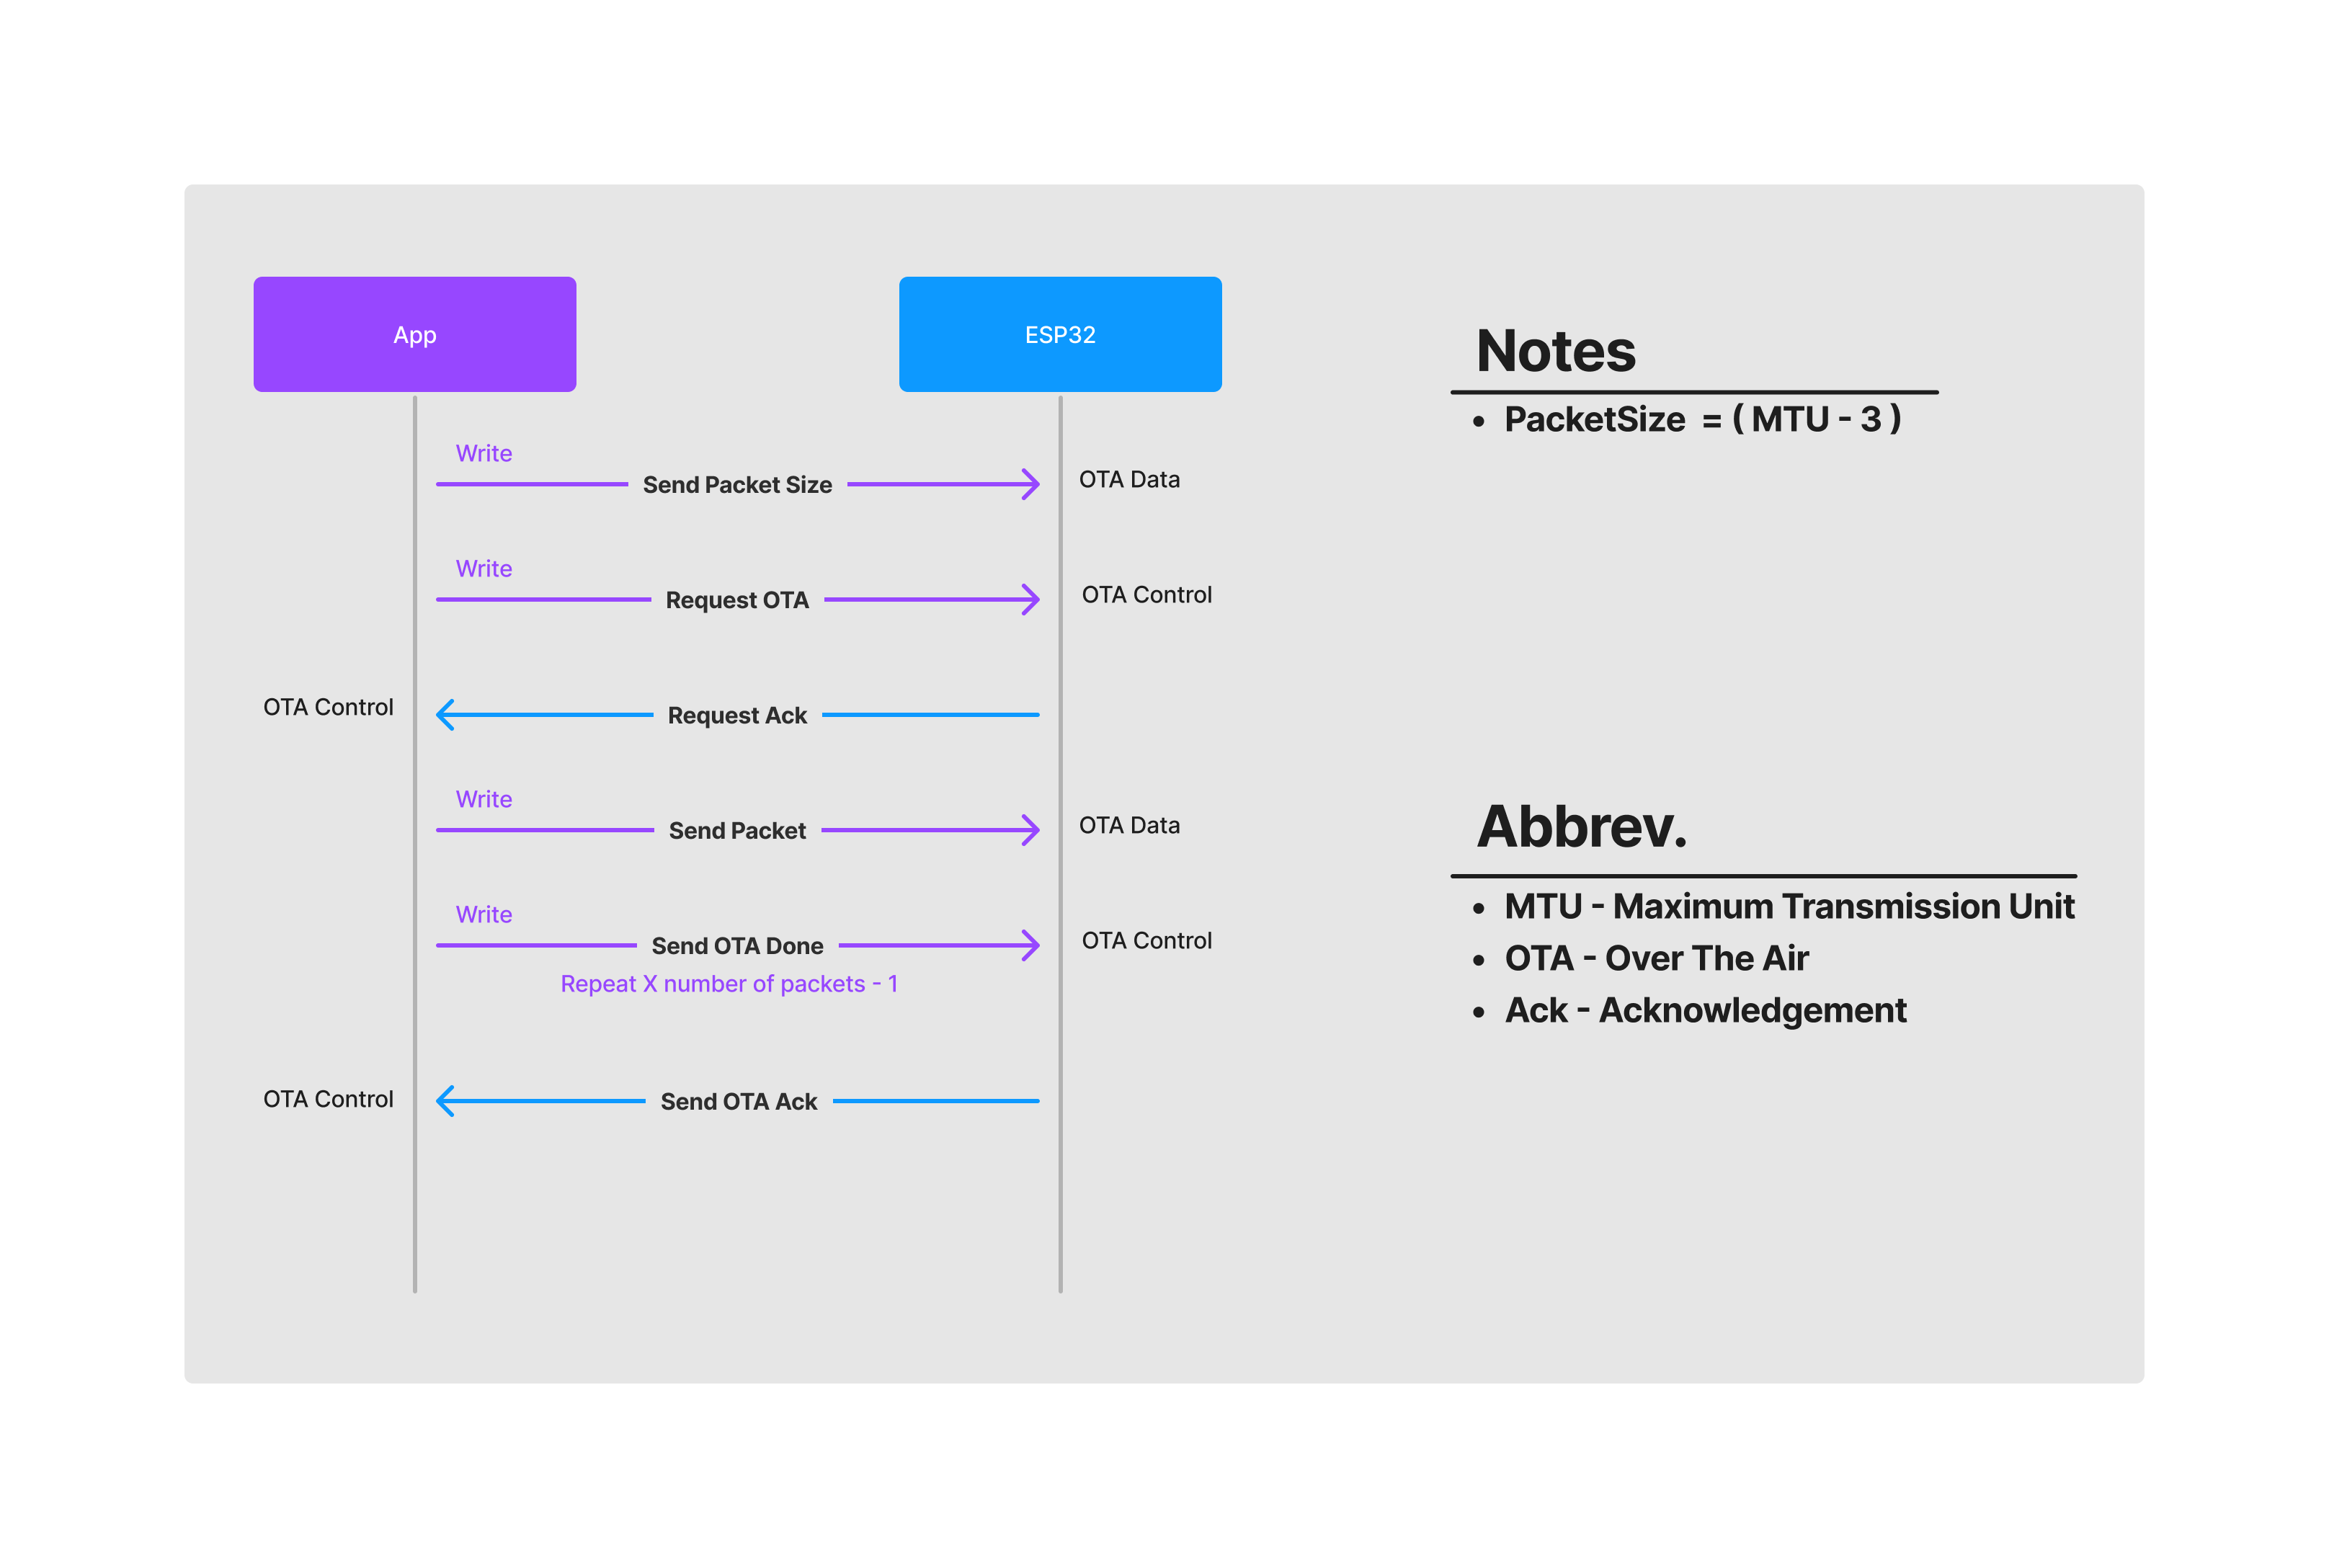 App
ESP32
Write
Send Packet Size
OTA Data
Write
Request OTA
OTA Control
OTA Control
Request Ack
Write
Send Packet
OTA Data
Write
Send OTA Done
OTA Control
Repeat X number of packets - 1
OTA Control
Send OTA Ack
Notes
• PacketSize = ( MTU - 3 )
Abbrev.
• MTU - Maximum Transmission Unit
• OTA - Over The Air
• Ack - Acknowledgement